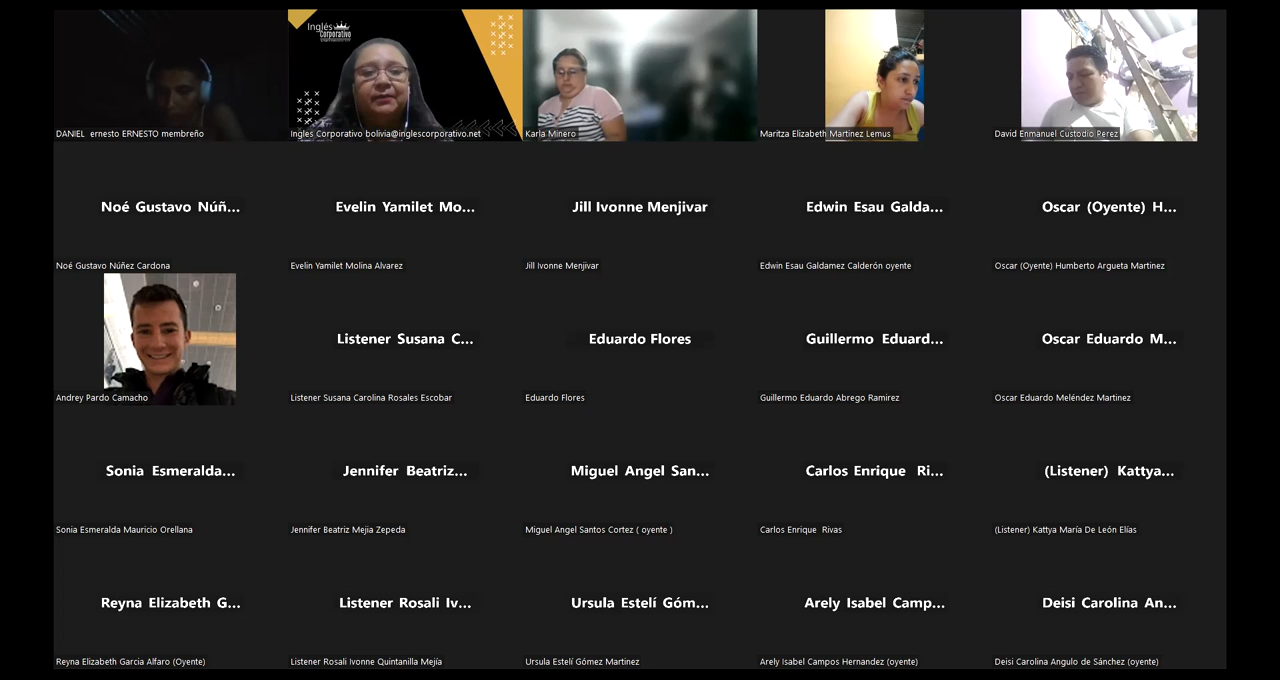 Inglés
Corporativo
DANIEL ernesto ERNESTO membreño
Ingles Corporativo bolivia@inglescorporativo.net
Karla Minero
Maritza Elizabeth Martinez Lemus
David Enmanuel Custodio Perez
Noé Gustavo Núñ...
Evelin Yamilet Mo...
Jill Ivonne Menjivar
Edwin Esau Galda...
Oscar (Oyente) H...
Noé Gustavo Núñez Cardona
Evelin Yamilet Molina Alvarez
Jill Ivonne Menjivar
Edwin Esau Galdamez Calderón oyente
Oscar (Oyente) Humberto Argueta Martinez
Listener Susana C...
Eduardo Flores
Guillermo Eduard...
Oscar Eduardo M...
Andrey Pardo Camacho
Listener Susana Carolina Rosales Escobar
Eduardo Flores
Guillermo Eduardo Abrego Ramirez
Oscar Eduardo Meléndez Martinez
Sonia Esmeralda...
Jennifer Beatriz...
Miguel Angel San...
Carlos Enrique Ri...
(Listener) Kattya...
Sonia Esmeralda Mauricio Orellana
Jennifer Beatriz Mejia Zepeda
Miguel Angel Santos Cortez ( oyente )
Carlos Enrique Rivas
(Listener) Kattya María De León Elías
Reyna Elizabeth G...
Listener Rosali Iv...
Ursula Estelí Góm...
Arely Isabel Camp...
Deisi Carolina An...
Reyna Elizabeth Garcia Alfaro (Oyente)
Listener Rosali Ivonne Quintanilla Mejía
Ursula Estelí Gómez Martinez
Arely Isabel Campos Hernandez (oyente)
Deisi Carolina Angulo de Sánchez (oyente)